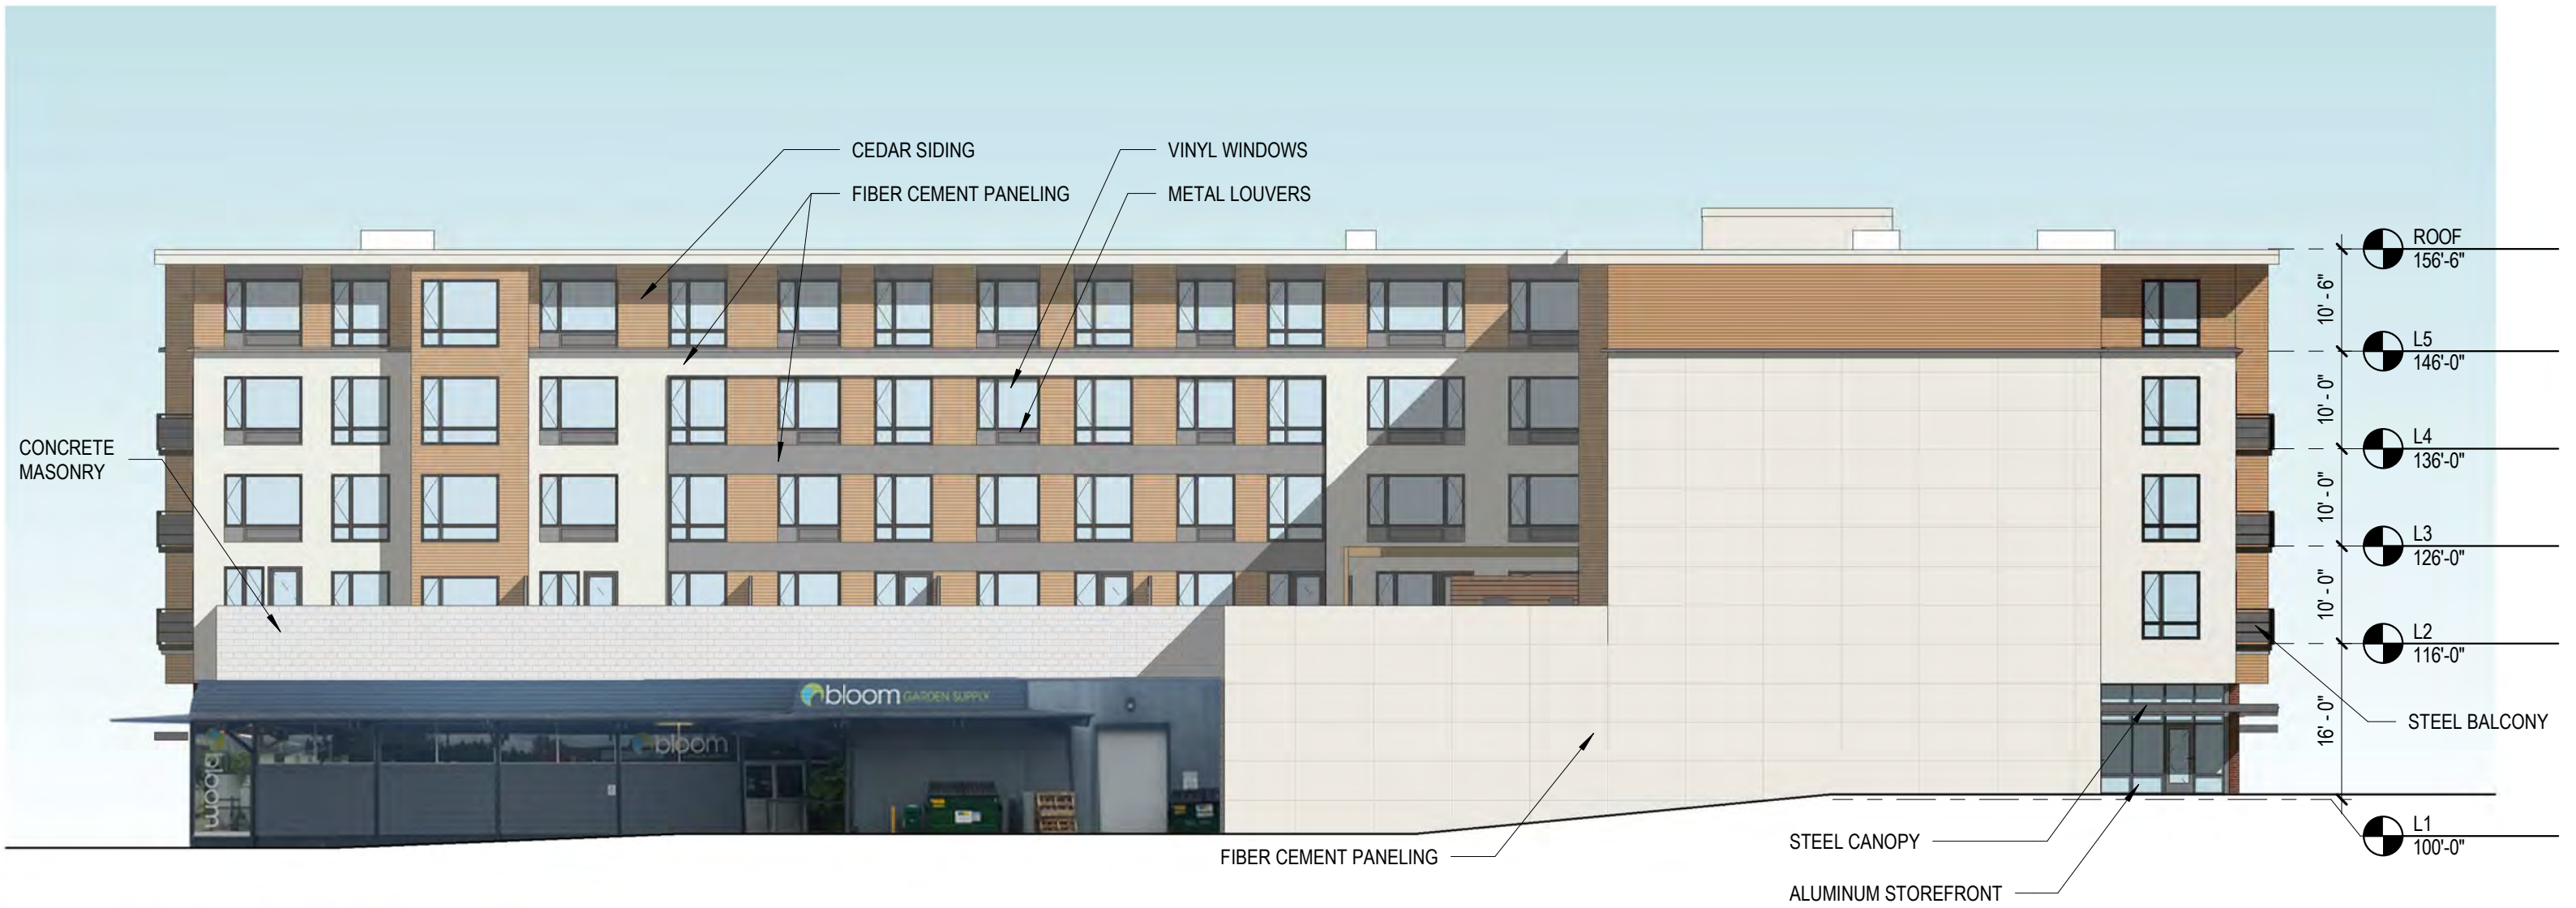 CEDAR SIDING
FIBER CEMENT PANELING
VINYL WINDOWS
METAL LOUVERS
CONCRETE
MASONRY
ROOF
156'-6"
10' - 6"
L5
146'-0"
10' - 0"
L4
136'-0"
10' - 0"
L3
126'-0"
10' - 0"
L2
116'-0"
16' - 0"
L1
100'-0"
STEEL BALCONY
bloom GARDEN SUPPLY
bloom
bloom
FIBER CEMENT PANELING
STEEL CANOPY
ALUMINUM STOREFRONT